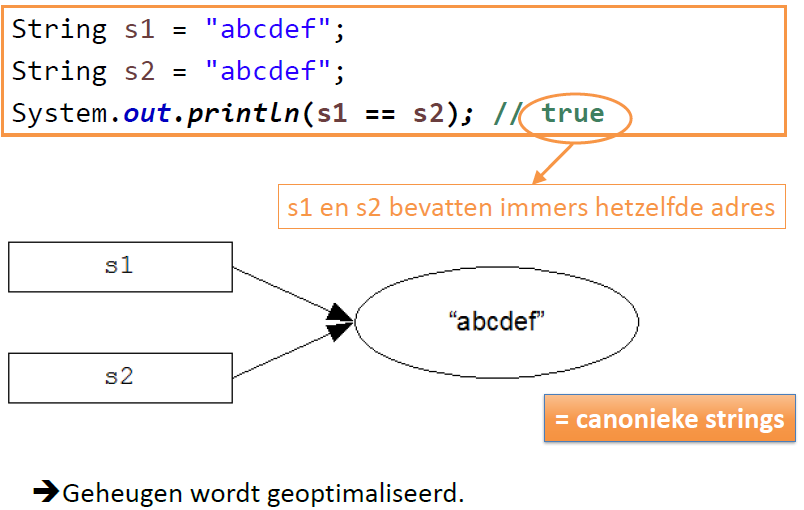 String s1 = "abcdef";
String s2 = "abcdef";
System.out.println(s1 == s2); // true
s1 en s2 bevatten immers hetzelfde adres
s1
“abcdef”
s2
= canonieke strings
🡺Geheugen wordt geoptimaliseerd.